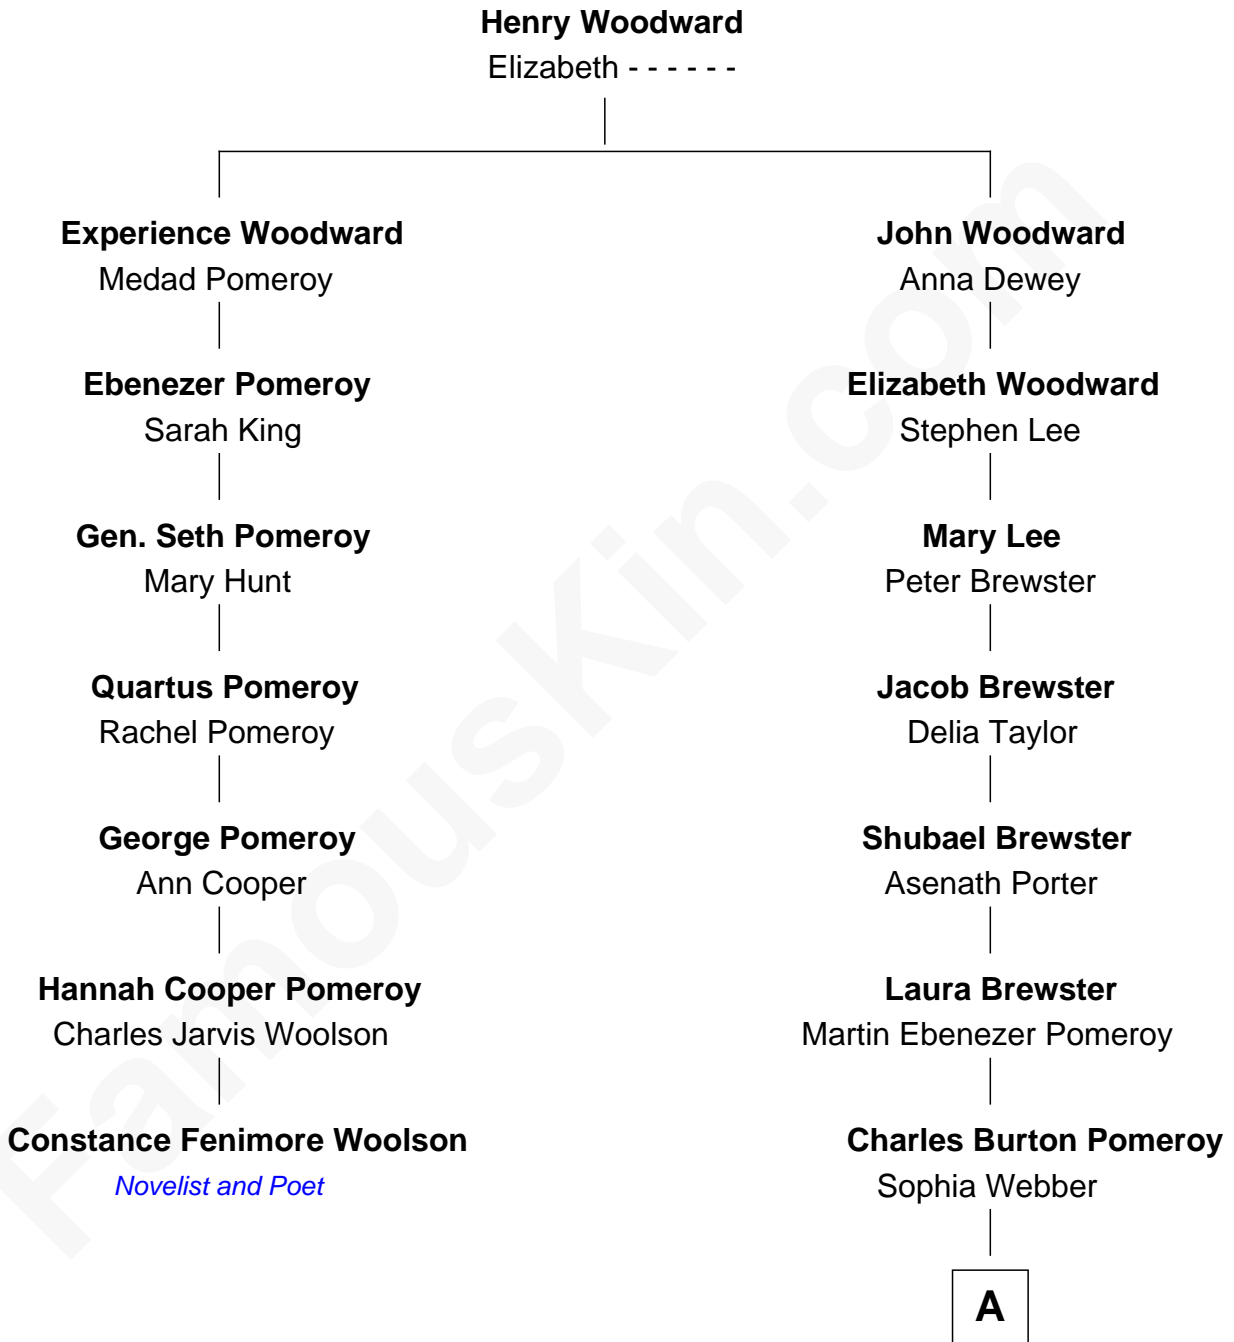 Henry Woodward
Elizabeth - - - - - -
Experience Woodward
Medad Pomeroy
John Woodward
Anna Dewey
Ebenezer Pomeroy
Sarah King
Elizabeth Woodward
Stephen Lee
Gen. Seth Pomeroy
Mary Hunt
Mary Lee
Peter Brewster
Quartus Pomeroy
Rachel Pomeroy
Jacob Brewster
Delia Taylor
George Pomeroy
Ann Cooper
Shubael Brewster
Asenath Porter
Hannah Cooper Pomeroy
Charles Jarvis Woolson
Laura Brewster
Martin Ebenezer Pomeroy
Constance Fenimore Woolson
Novelist and Poet
Charles Burton Pomeroy
Sophia Webber
A
FamousKin.com